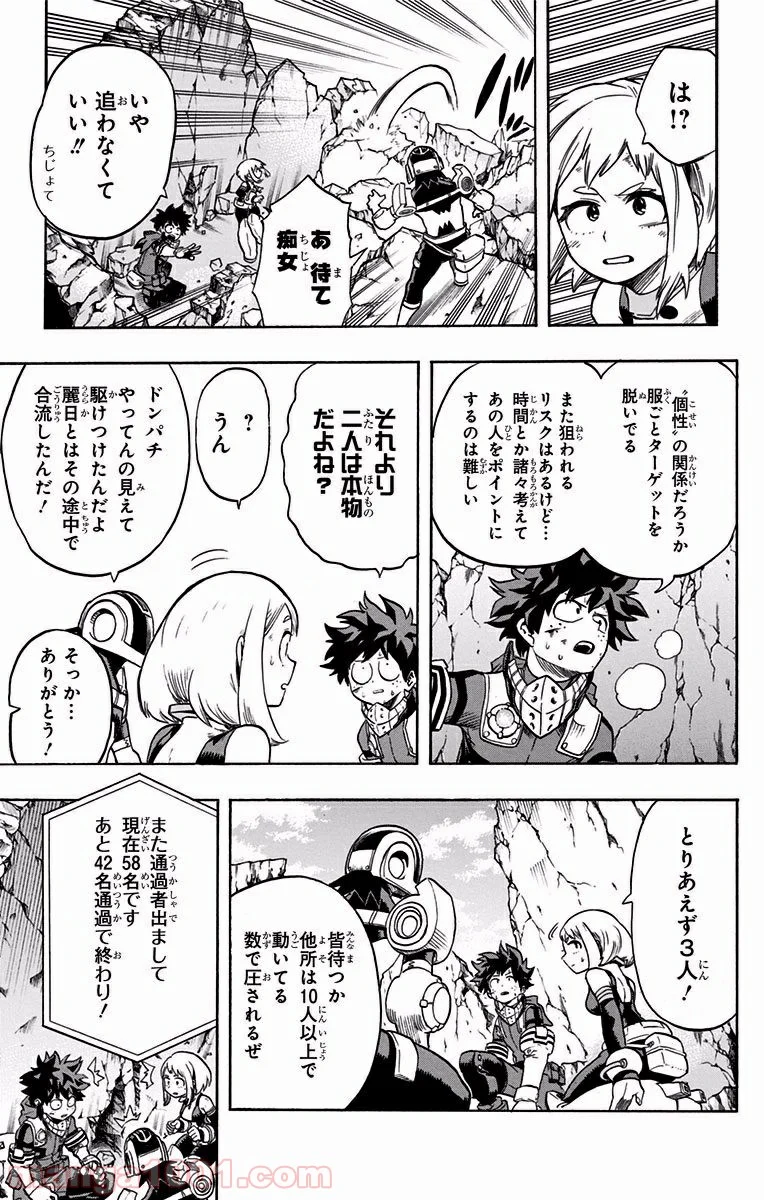 は!?
あ 待て
痴女
いや
追わなくて
いい!!
ちじょて
“個性”の関係だろうか
服ごとターゲットを
脱いでる
また狙われる
リスクはあるけど…
時間とか諸々考えて
あの人をポイントに
するのは難しい
それより
二人は本物
だよね?
?
うん
ドンパチ
やってんの見えて
駆けつけたんだよ
麗日とはその途中で
合流したんだ!
そっか…
ありがとう!
とりあえず3人!
皆待つか
他所は10人以上で
動いてる
数で圧されるぜ
また通過者出まして
現在58名です
あと42名通過で
終わり!